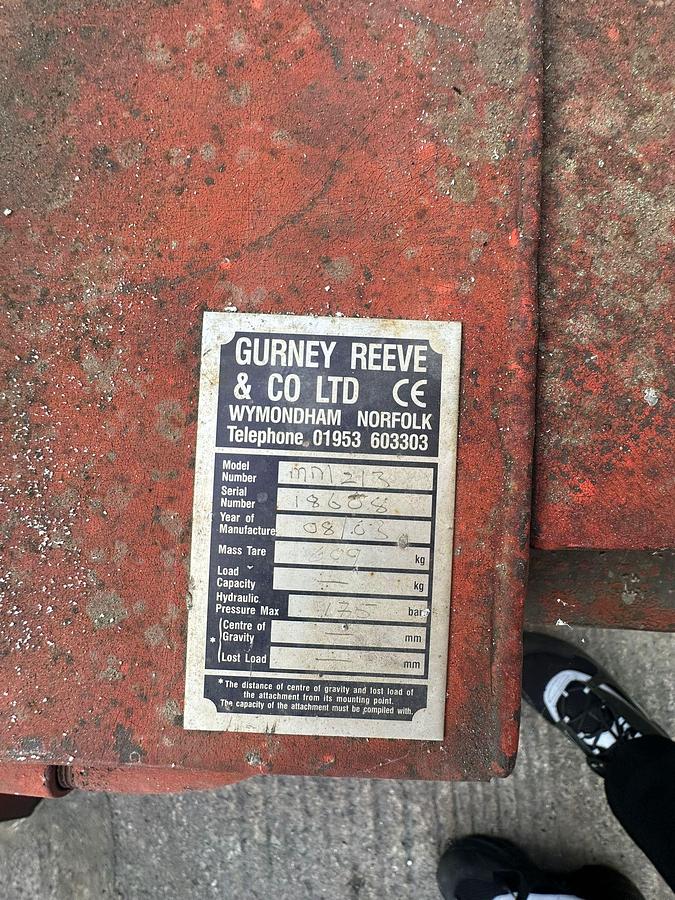 GURNEY REEVE
& CO LTD CE
WYMONDHAM NORFOLK
Telephone 01953 603303
Model
Number
Serial
Number 18608
Year of
Manufacture 08/03
Mass Tare kg
Load
Capacity — kg
Hydraulic
Pressure Max 175 bar
* (Centre of
Gravity — mm
(Lost Load — mm
* The distance of centre of gravity and lost load of
the attachment from its mounting point.
The capacity of the attachment must be compiled with